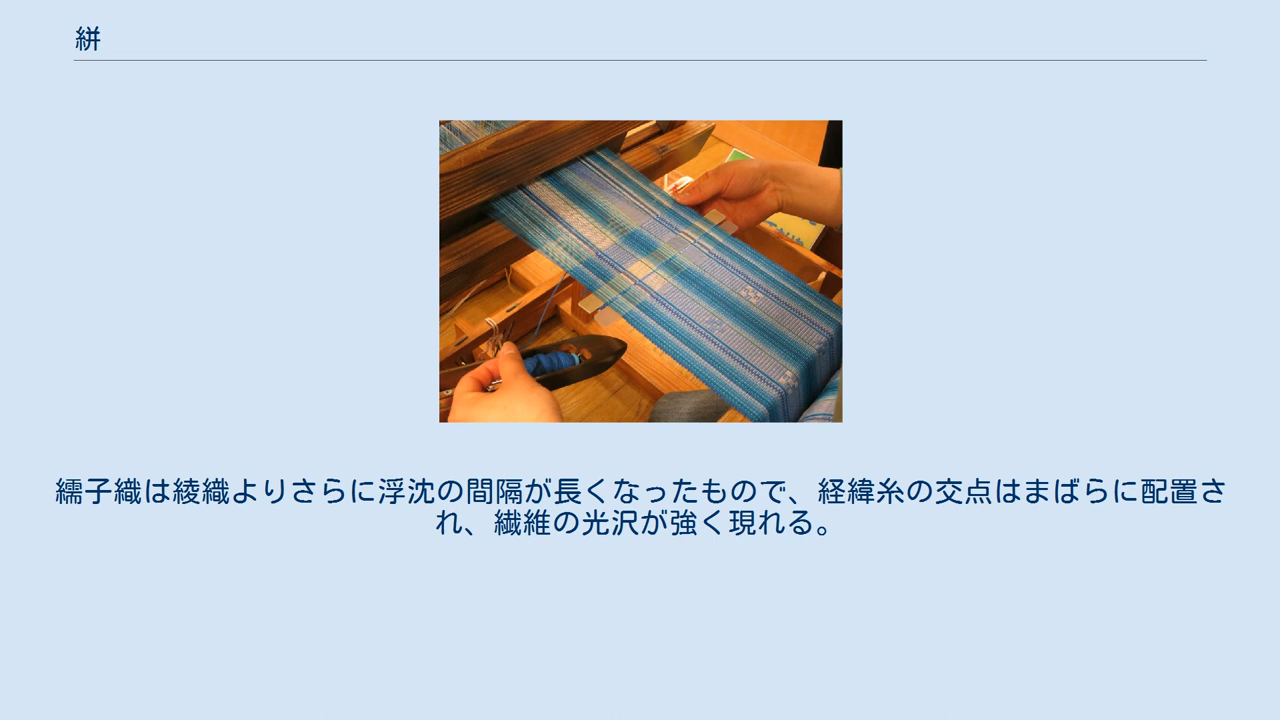 絣
繻子織は綾織よりさらに浮沈の間隔が長くなったもので、経緯糸の交点はまばらに配置さ
れ、繊維の光沢が強く現れる。